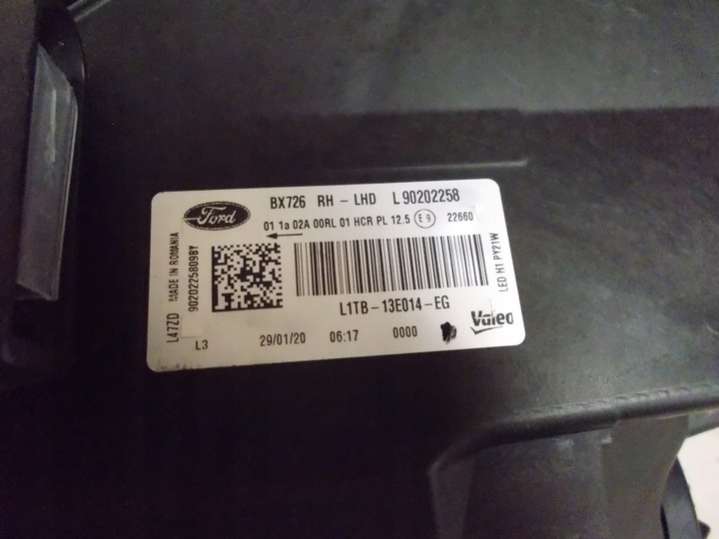 Ford
BX726 RH - LHD L 90202258
01 1a 02A 00RL 01 HCR PL 12.5 E9 22660
L47ZD MADE IN ROMANIA
90202258098Y
LED H1 PY21W
L1TB - 13E014 - EG
L3 29/01/20 06:17 0000 Valeo